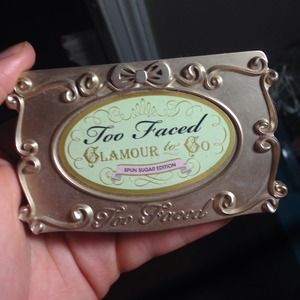 Too Faced
GLAMOUR to GO
SPUN SUGAR EDITION
Too Faced